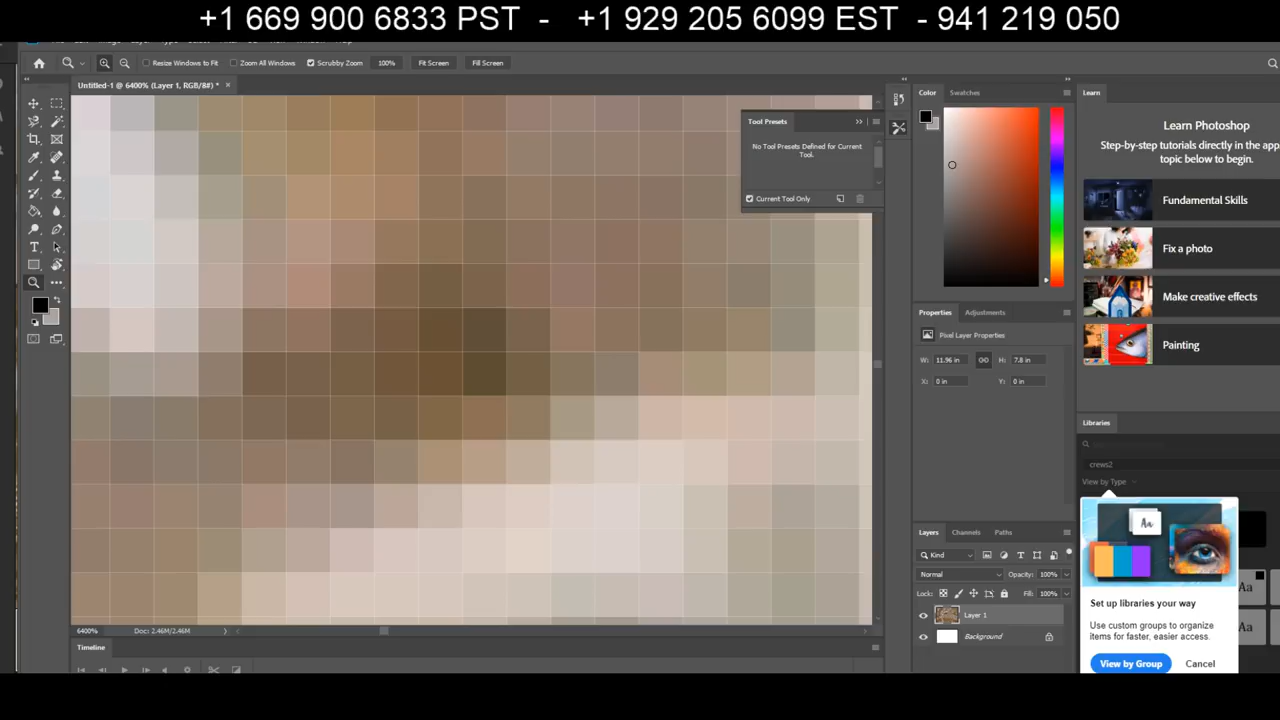 +1 669 900 6833 PST - +1 929 205 6099 EST - 941 219 050
Resize Windows to Fit
Zoom All Windows
Scrubby Zoom
100%
Fit Screen
Fill Screen
Untitled-1 @ 6400% (Layer 1, RGB/8#) * ×
Tool Presets
No Tool Presets Defined for Current
Tool.
Current Tool Only
Color
Swatches
Learn
Learn Photoshop
Step-by-step tutorials directly in the app
topic below to begin.
Fundamental Skills
Fix a photo
Make creative effects
Painting
Properties
Adjustments
Pixel Layer Properties
W: 11.96 in
H: 7.8 in
X: 0 in
Y: 0 in
Libraries
crews2
View by Type
Aa
Set up libraries your way
Use custom groups to organize
items for faster, easier access.
View by Group
Cancel
Aa
Aa
Layers
Channels
Paths
Kind
Normal
Opacity: 100%
Lock:
Fill: 100%
Layer 1
Background
6400%
Doc: 2.46M/2.46M
Timeline